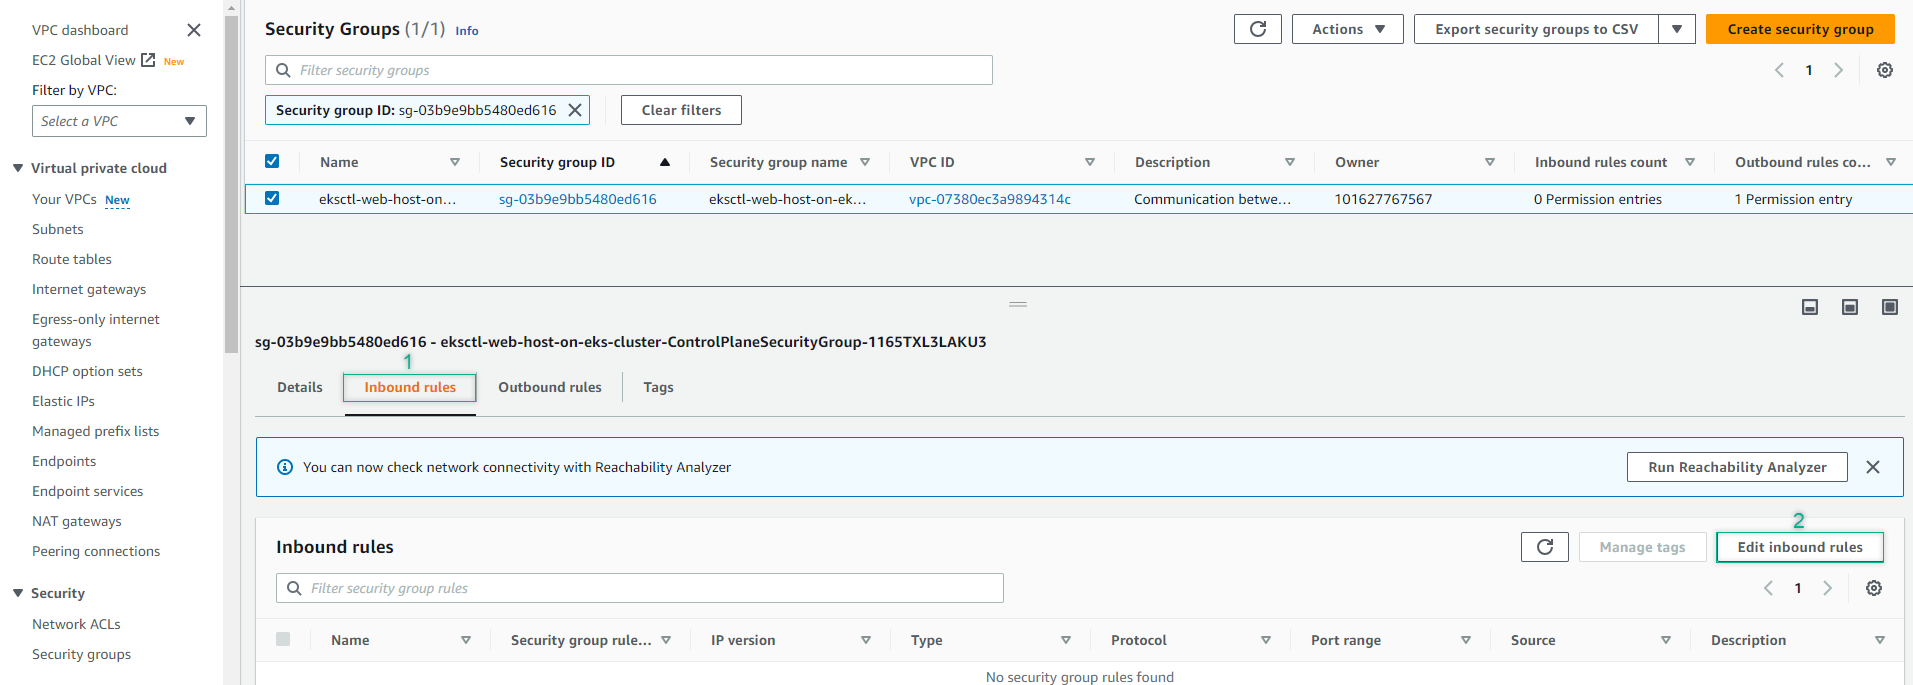 VPC dashboard
EC2 Global View New
Filter by VPC:
Select a VPC
Virtual private cloud
Your VPCs New
Subnets
Route tables
Internet gateways
Egress-only internet
gateways
DHCP option sets
Elastic IPs
Managed prefix lists
Endpoints
Endpoint services
NAT gateways
Peering connections
Security
Network ACLs
Security groups
Security Groups (1/1) Info
Actions
Export security groups to CSV
Create security group
Filter security groups
1
Security group ID: sg-03b9e9bb5480ed616
Clear filters
Name Security group ID Security group name VPC ID Description Owner Inbound rules count Outbound rules co...
eksctl-web-host-on... sg-03b9e9bb5480ed616 eksctl-web-host-on-ek... vpc-07380ec3a9894314c Communication betwe... 101627767567 0 Permission entries 1 Permission entry
sg-03b9e9bb5480ed616 - eksctl-web-host-on-eks-cluster-ControlPlaneSecurityGroup-1165TXL3LAKU3
1
Details Inbound rules Outbound rules Tags
You can now check network connectivity with Reachability Analyzer
Run Reachability Analyzer
2
Inbound rules
Manage tags
Edit inbound rules
Filter security group rules
1
Name Security group rule... IP version Type Protocol Port range Source Description
No security group rules found